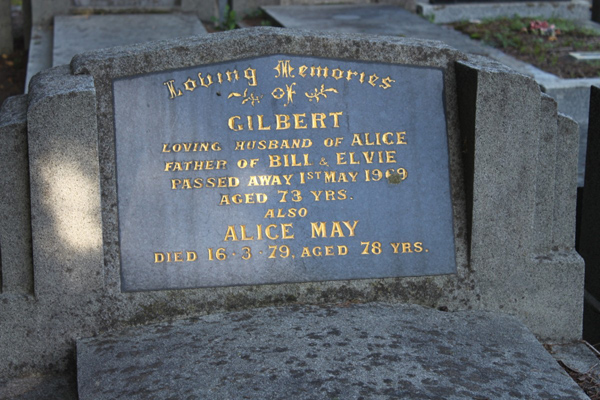 Loving Memories
OF
GILBERT
LOVING HUSBAND OF ALICE
FATHER OF BILL & ELVIE
PASSED AWAY 1ST MAY 1969
AGED 73 YRS.
ALSO
ALICE MAY
DIED 16·3·79, AGED 78 YRS.